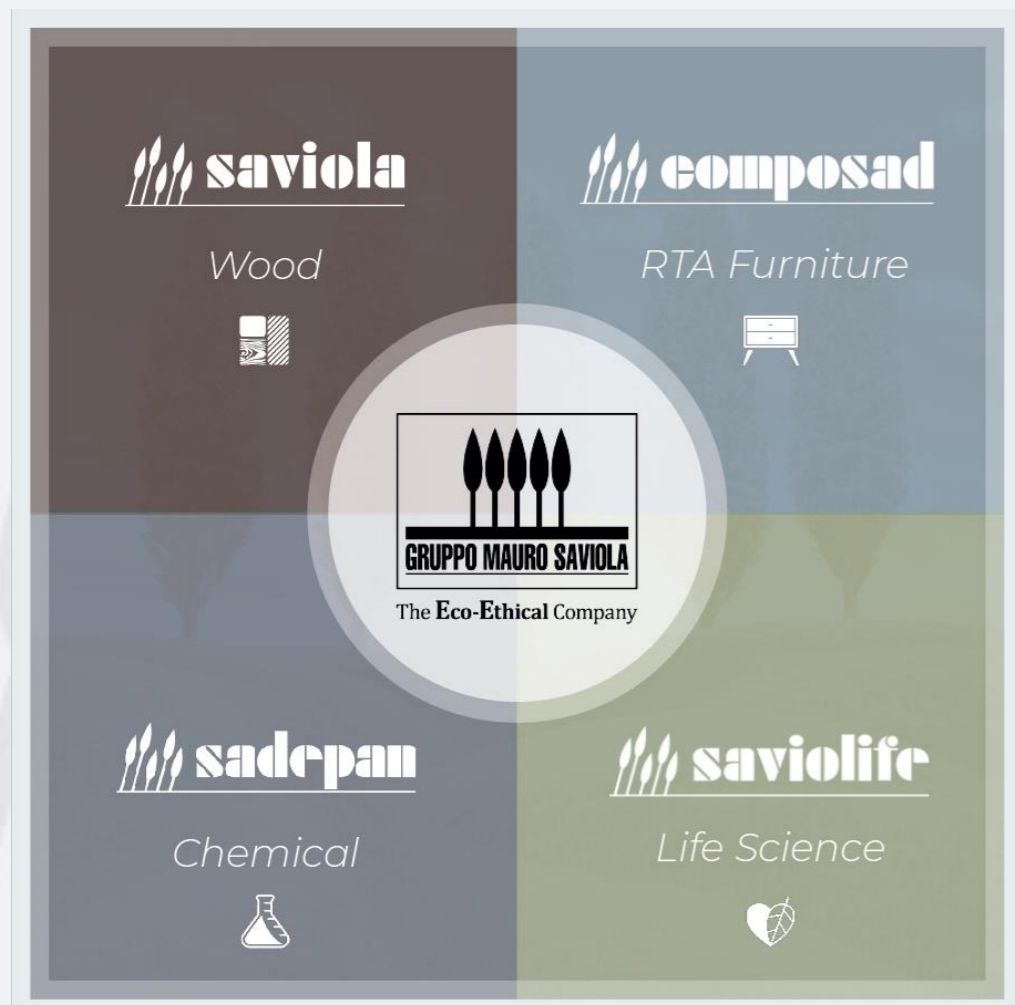 saviola
Wood
composad
RTA Furniture
GRUPPO MAURO SAVIOLA
The Eco-Ethical Company
sadepan
Chemical
saviolife
Life Science